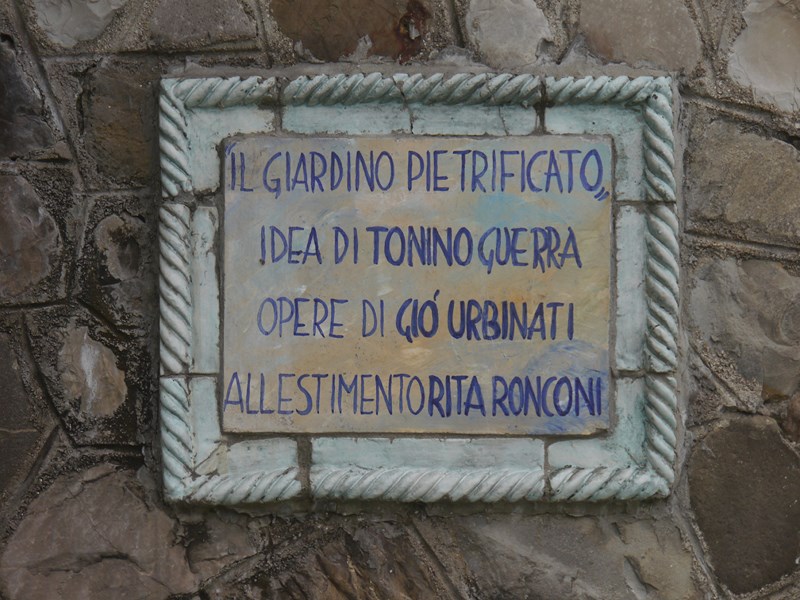 "IL GIARDINO PIETRIFICATO„
IDEA DI TONINO GUERRA
OPERE DI GIÓ URBINATI
ALLESTIMENTO RITA RONCONI